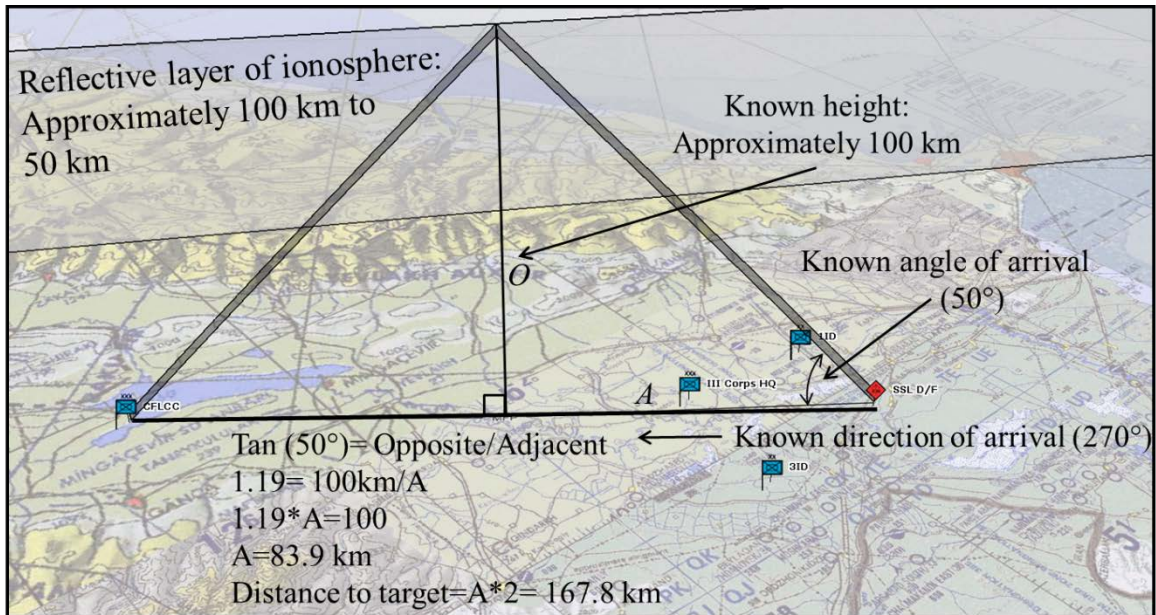 Reflective layer of ionosphere:
Approximately 100 km to
50 km
Known height:
Approximately 100 km
O
Known angle of arrival
(50°)
1ID
III Corps HQ
A
SSL D/F
CFLCC
Known direction of arrival (270°)
3ID
Tan (50°)= Opposite/Adjacent
1.19= 100km/A
1.19*A=100
A=83.9 km
Distance to target=A*2= 167.8 km